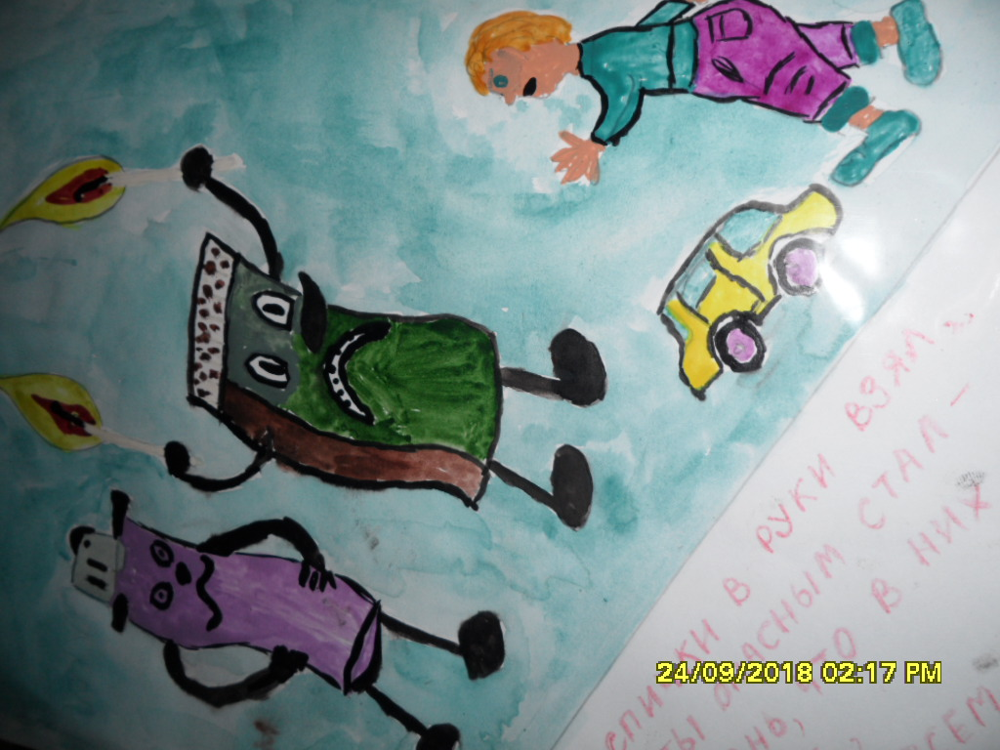 СПИЧКИ В РУКИ ВЗЯЛ
ТЫ ОПАСНЫМ СТАЛ -
ЧТО В НИХ
24/09/2018 02:17 PM